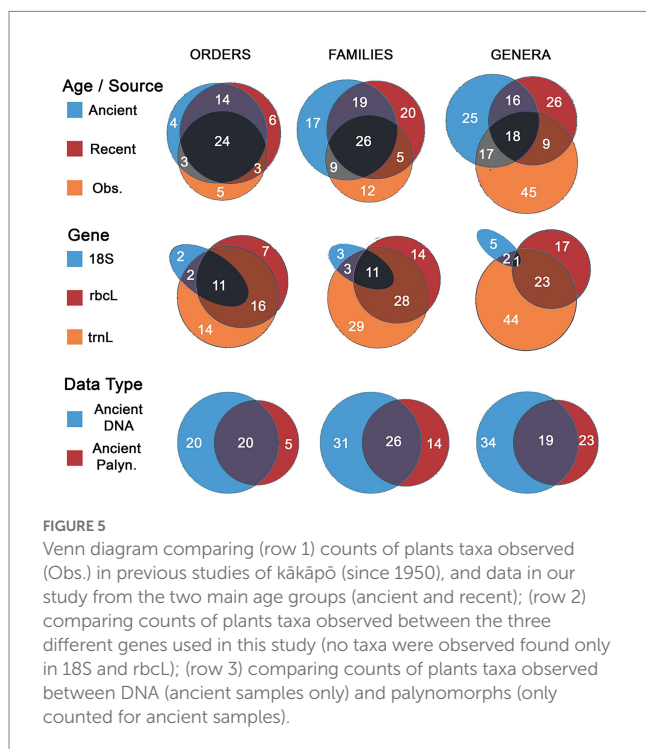 ORDERS FAMILIES GENERA
Age / Source
Ancient
Recent
Obs.
4 14 6 24 3 3 5
17 19 20 26 9 5 12
25 16 26 18 17 9 45
Gene
18S
rbcL
trnL
2 7 2 11 16 14
3 14 3 11 28 29
5 17 2 1 23 44
Data Type
Ancient
DNA
Ancient
Palyn.
20 20 5
31 26 14
34 19 23
FIGURE 5
Venn diagram comparing (row 1) counts of plants taxa observed
(Obs.) in previous studies of kākāpō (since 1950), and data in our
study from the two main age groups (ancient and recent); (row 2)
comparing counts of plants taxa observed between the three
different genes used in this study (no taxa were observed found only
in 18S and rbcL); (row 3) comparing counts of plants taxa observed
between DNA (ancient samples only) and palynomorphs (only
counted for ancient samples).